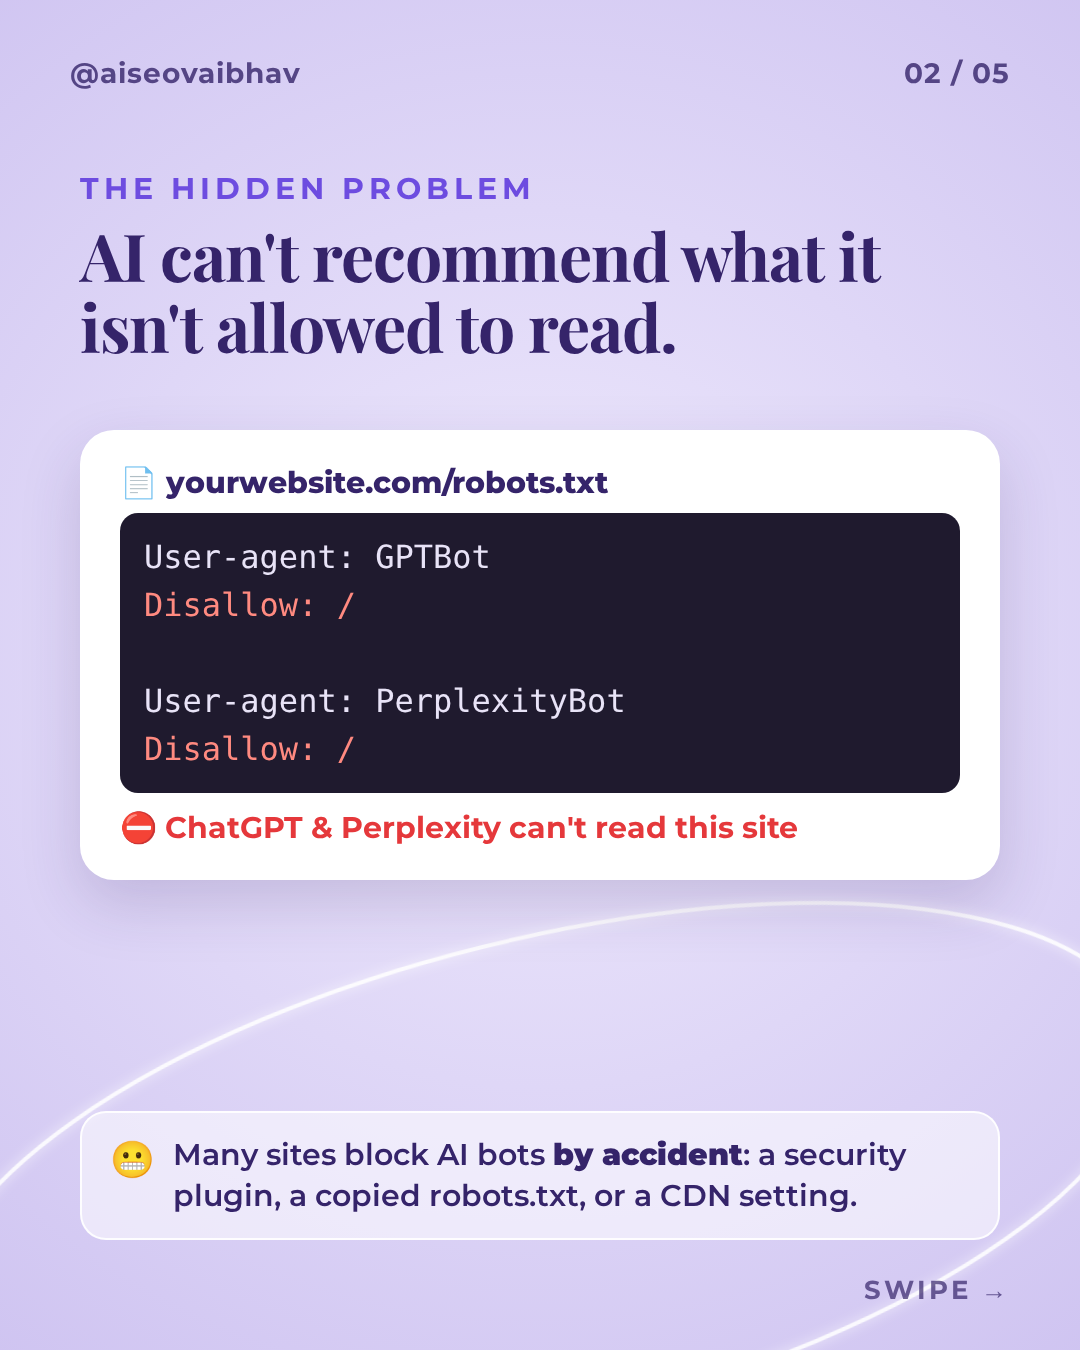 @aiseovaibhav
02 / 05
THE HIDDEN PROBLEM
AI can't recommend what it
isn't allowed to read.
📄 yourwebsite.com/robots.txt
User-agent: GPTBot
Disallow: /
User-agent: PerplexityBot
Disallow: /
⛔ ChatGPT & Perplexity can't read this site
😬 Many sites block AI bots by accident: a security
plugin, a copied robots.txt, or a CDN setting.
SWIPE →